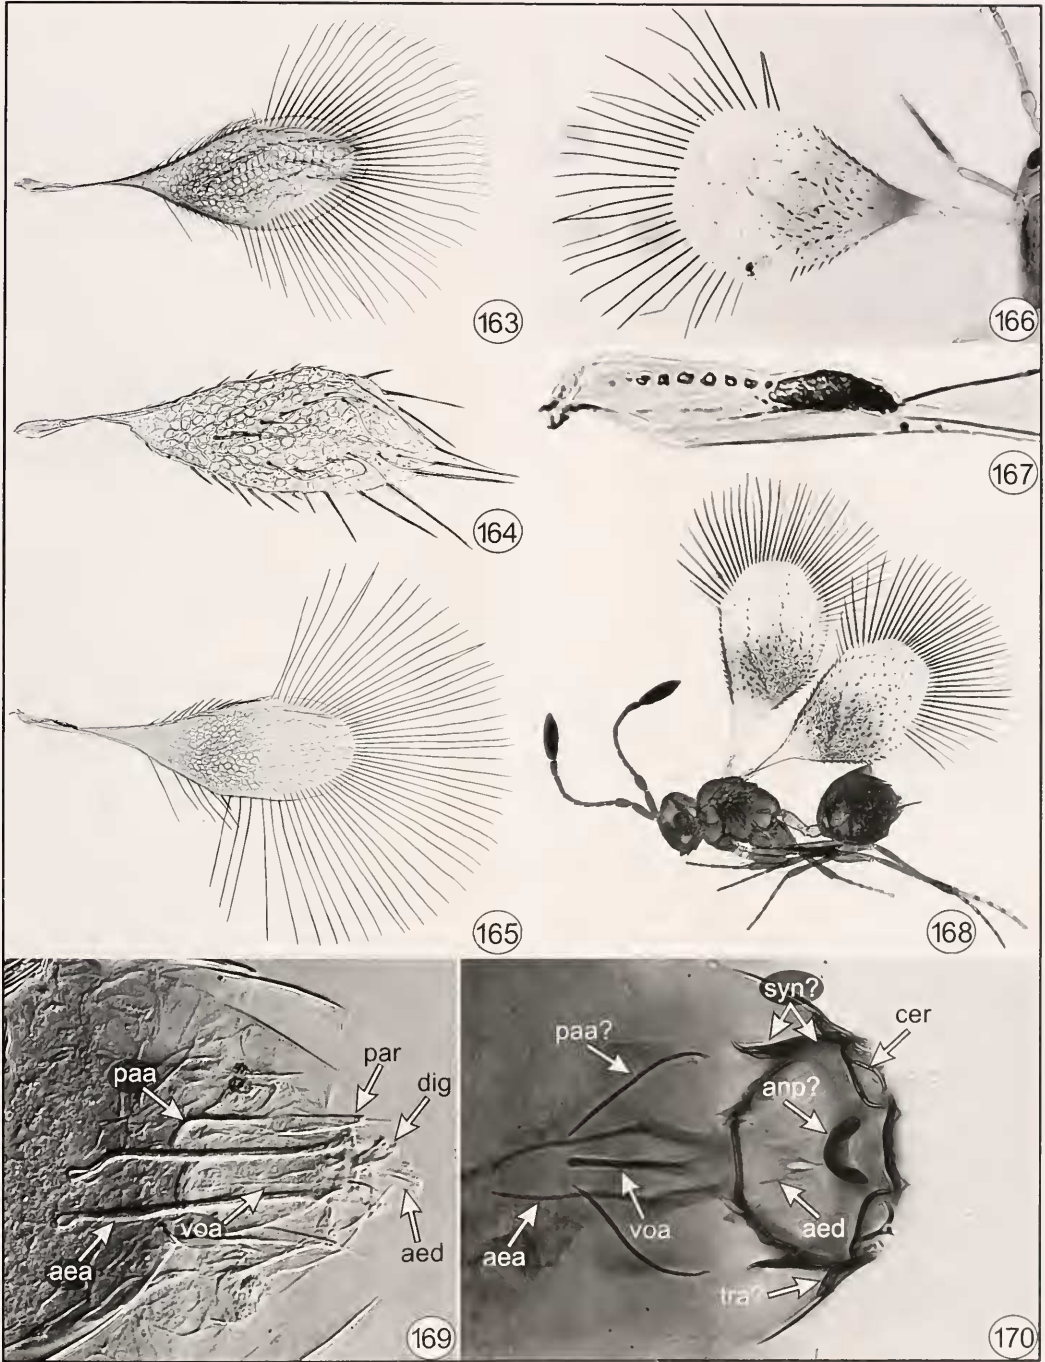 163
166
164
167
165
168
syn?
cer
paa?
anp?
paa
par
dig
voa
aea
aed
169
aea
voa
aed
tra?
170